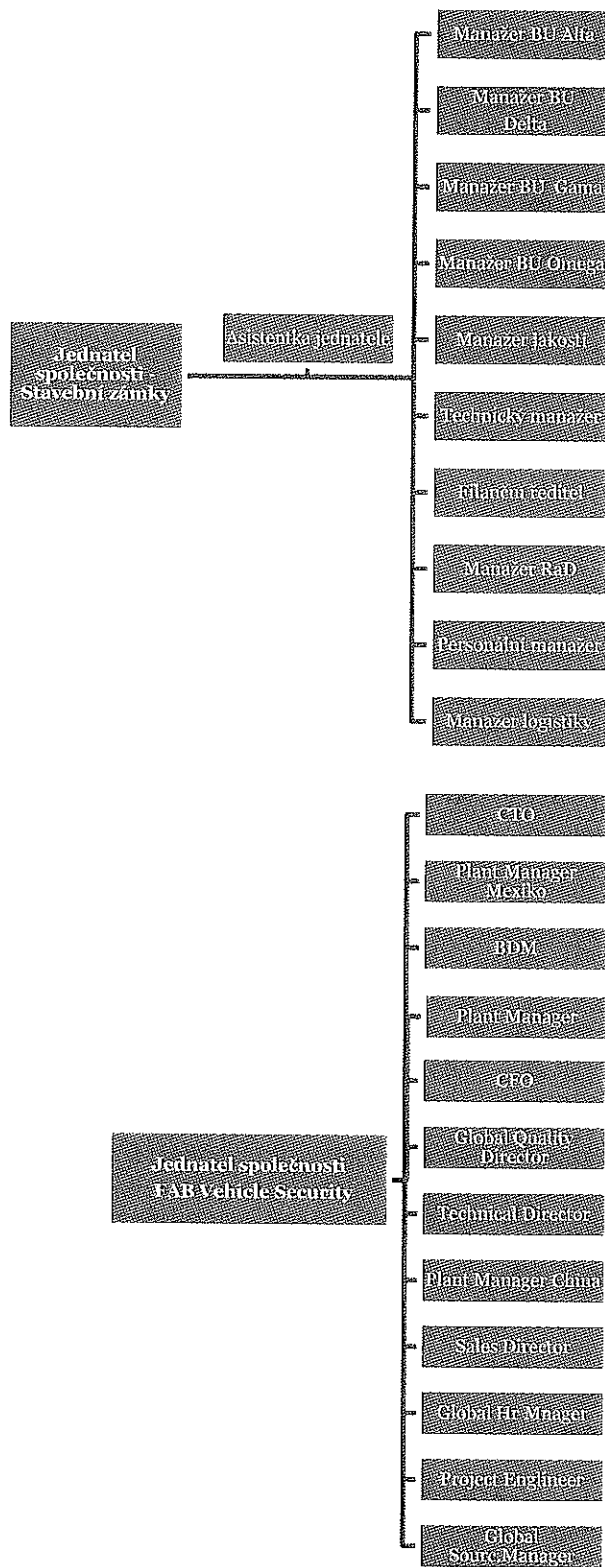 Manažer BU Alfa
Manažer BU
Delta
Manažer BU Gama
Manažer BU Omega
Asistentka jednatele
Jednatel
společnosti -
Stavební zámky
Manažer jakosti
Technický manažer
Finanční ředitel
Manažer RaD
Personální manažer
Manažer logistiky
CTO
Plant Manager
Mexiko
BDM
Plant Manager
CFO
Global Quality
Director
Jednatel společnosti
FAB Vehicle Security
Technical Director
Plant Manager China
Sales Director
Global Hr Mnager
Project Engineer
Global
Sourc.Manager